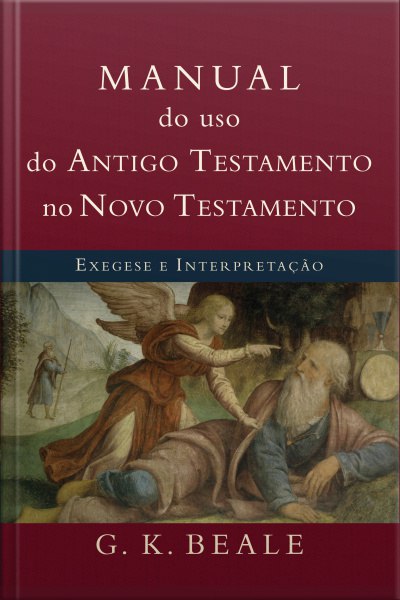 MANUAL
do uso
do ANTIGO TESTAMENTO
no NOVO TESTAMENTO
EXEGESE E INTERPRETAÇÃO
G. K. BEALE